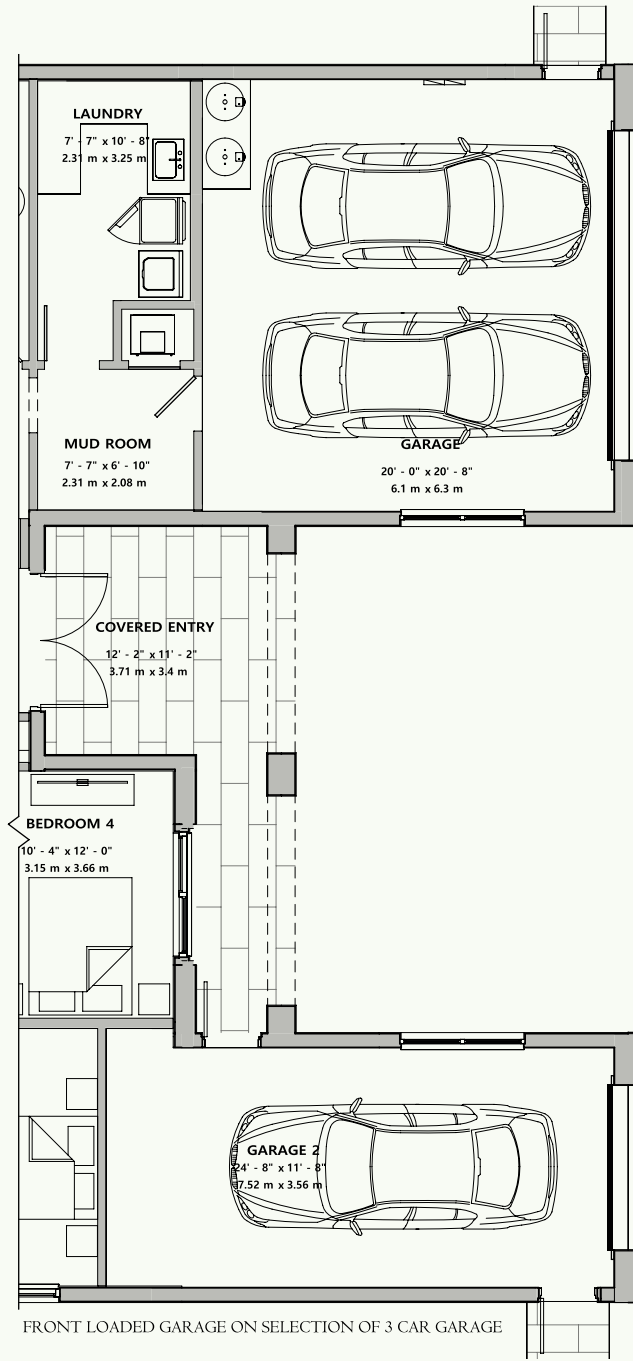 LAUNDRY
7' - 7" x 10' - 8"
2.31 m x 3.25 m
MUD ROOM
7' - 7" x 6' - 10"
2.31 m x 2.08 m
GARAGE
20' - 0" x 20' - 8"
6.1 m x 6.3 m
COVERED ENTRY
12' - 2" x 11' - 2"
3.71 m x 3.4 m
BEDROOM 4
10' - 4" x 12' - 0"
3.15 m x 3.66 m
GARAGE 2
24' - 8" x 11' - 8"
7.52 m x 3.56 m
FRONT LOADED GARAGE ON SELECTION OF 3 CAR GARAGE